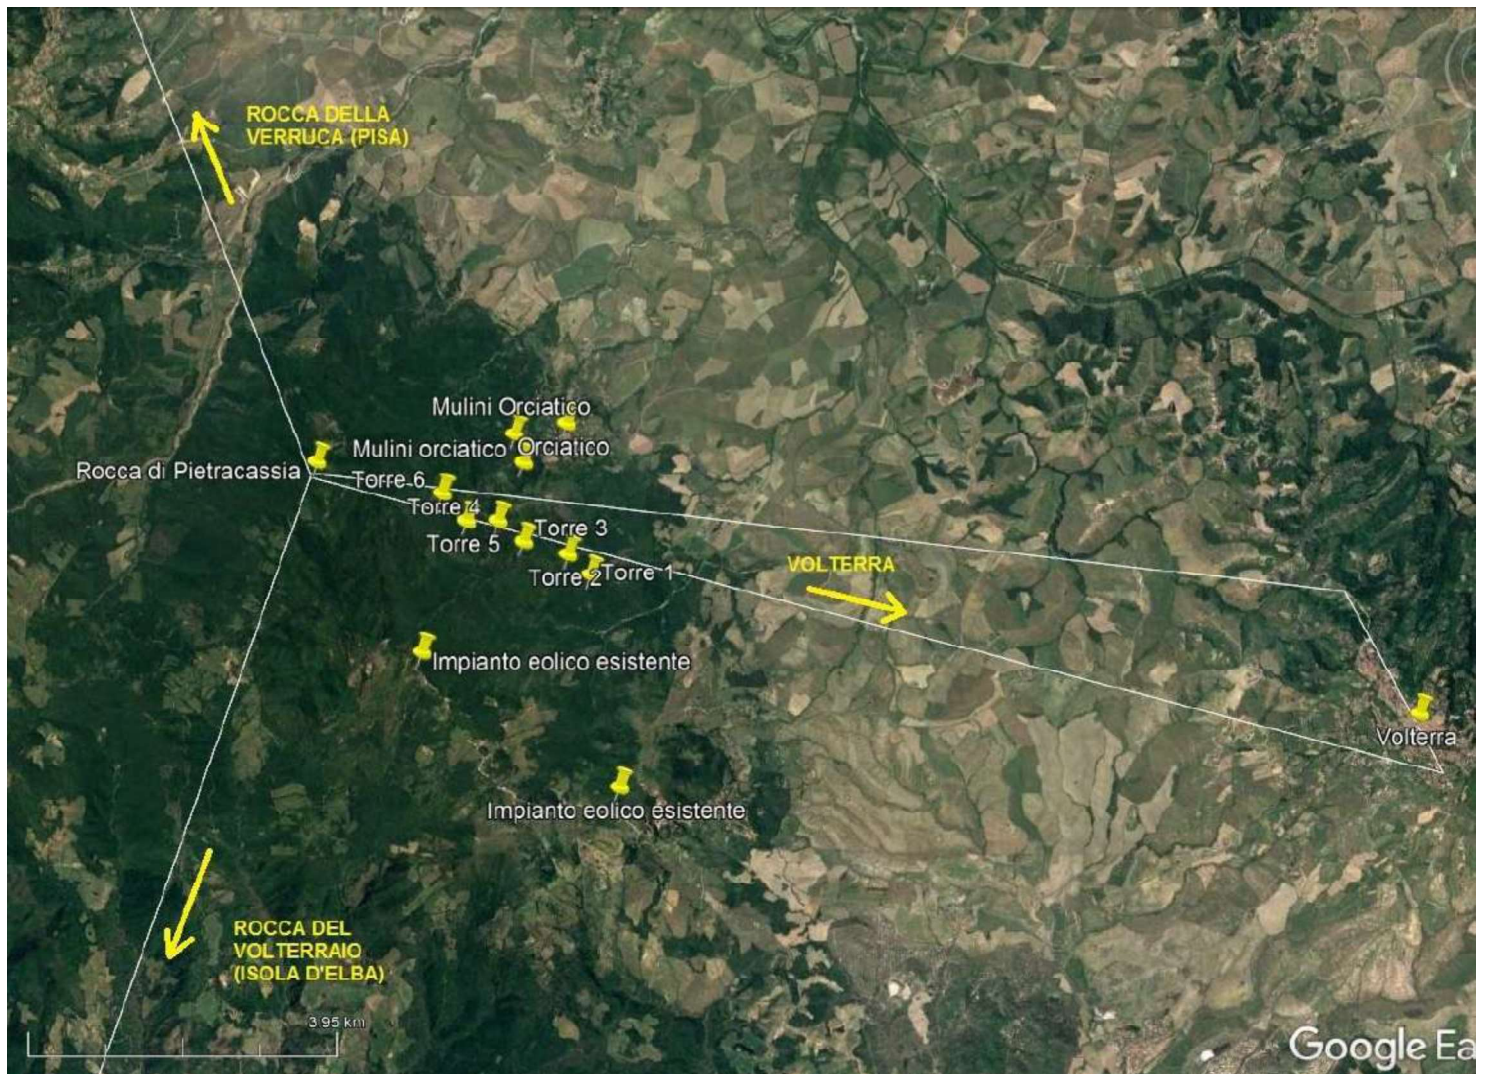 ROCCA DELLA
VERRUCA (PISA)
Mulini Orciatico
Mulini orciatico
Orciatico
Rocca di Pietracassia
Torre 6
Torre 4
Torre 3
Torre 5
Torre 2
Torre 1
VOLTERRA
Impianto eolico esistente
Volterra
Impianto eolico esistente
ROCCA DEL
VOLTERRAIO
(ISOLA D'ELBA)
3.95 km
Google Ea